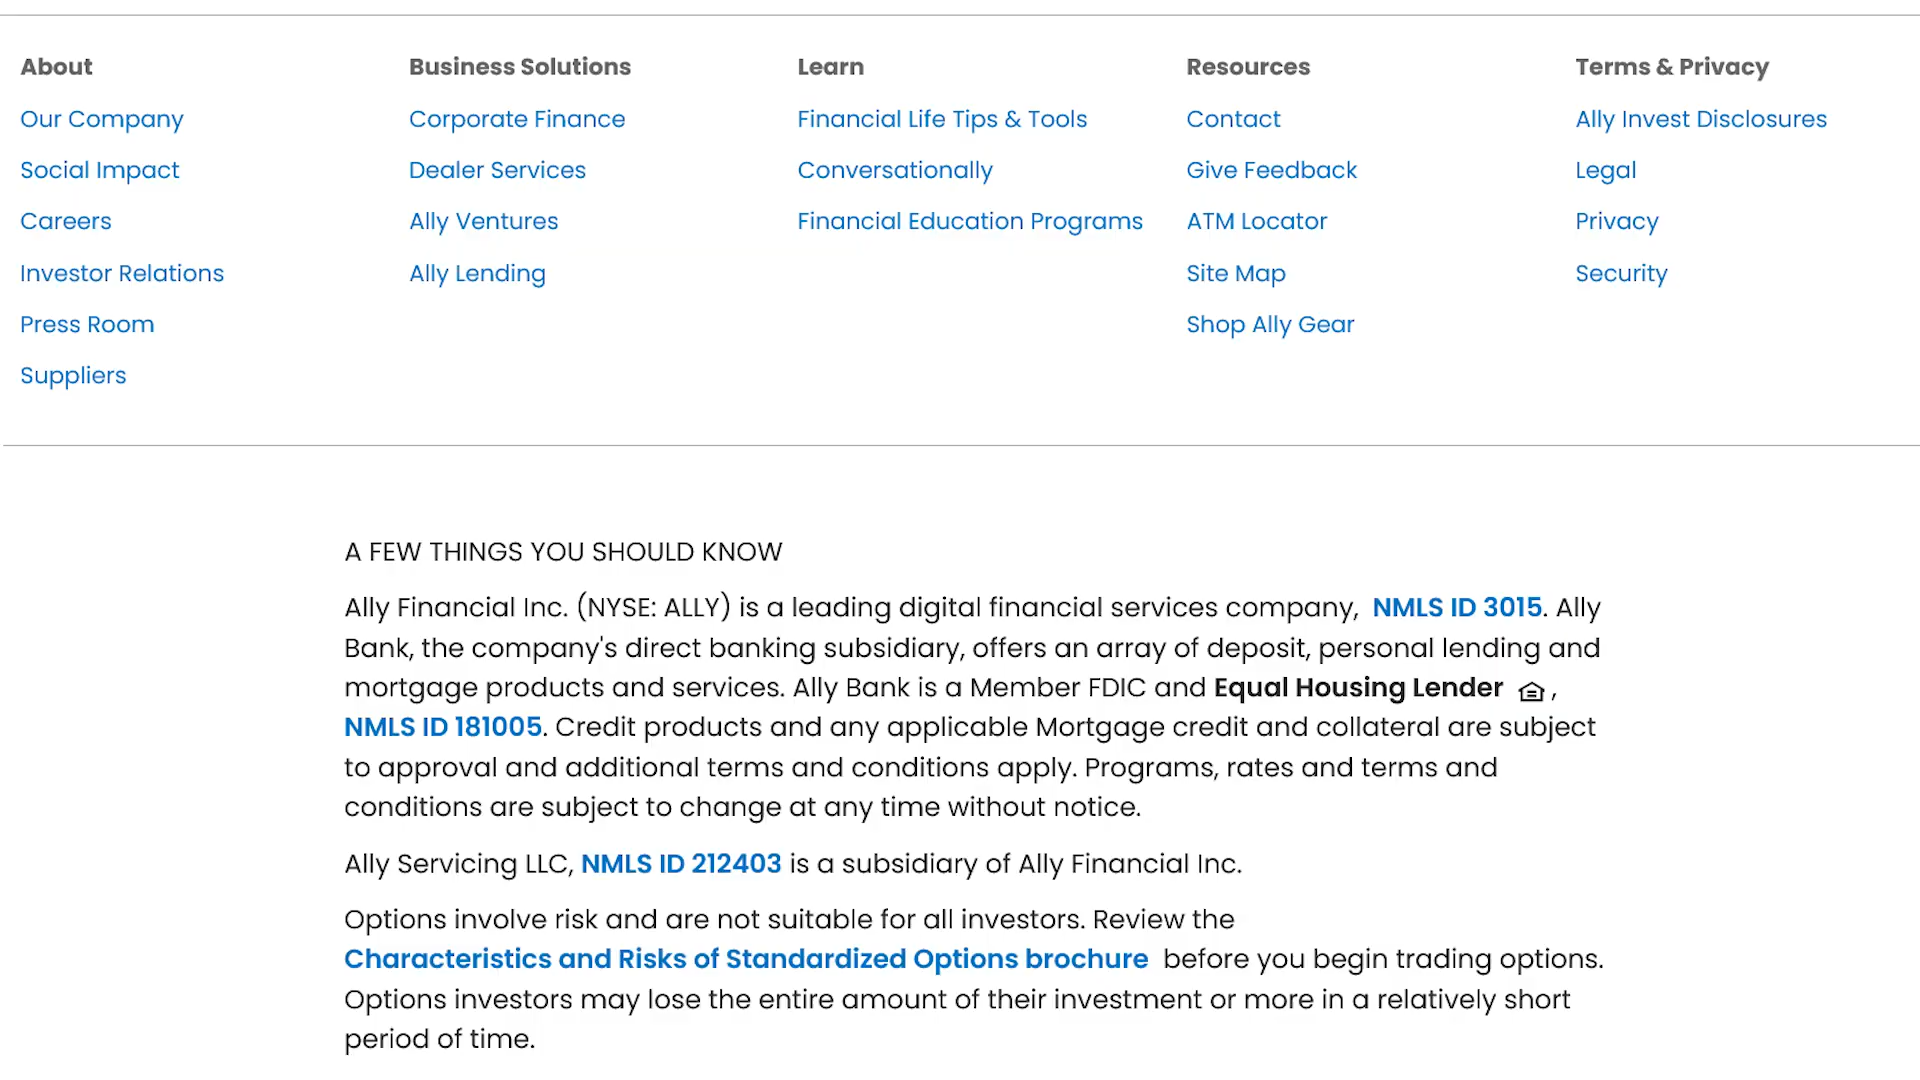 About
Our Company
Social Impact
Careers
Investor Relations
Press Room
Suppliers
Business Solutions
Corporate Finance
Dealer Services
Ally Ventures
Ally Lending
Learn
Financial Life Tips & Tools
Conversationally
Financial Education Programs
Resources
Contact
Give Feedback
ATM Locator
Site Map
Shop Ally Gear
Terms & Privacy
Ally Invest Disclosures
Legal
Privacy
Security
A FEW THINGS YOU SHOULD KNOW
Ally Financial Inc. (NYSE: ALLY) is a leading digital financial services company, NMLS ID 3015. Ally
Bank, the company's direct banking subsidiary, offers an array of deposit, personal lending and
mortgage products and services. Ally Bank is a Member FDIC and Equal Housing Lender ,
NMLS ID 181005. Credit products and any applicable Mortgage credit and collateral are subject
to approval and additional terms and conditions apply. Programs, rates and terms and
conditions are subject to change at any time without notice.
Ally Servicing LLC, NMLS ID 212403 is a subsidiary of Ally Financial Inc.
Options involve risk and are not suitable for all investors. Review the
Characteristics and Risks of Standardized Options brochure before you begin trading options.
Options investors may lose the entire amount of their investment or more in a relatively short
period of time.